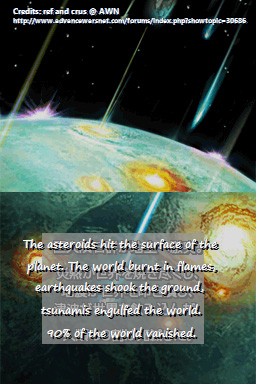 Credits: ref and crus @ AWN
http://www.advancewarsnet.com/forums/index.php?showtopic=30686
The asteroids hit the surface of the
planet. The world burnt in flames,
earthquakes shook the ground,
tsunamis engulfed the world.
90% of the world vanished.